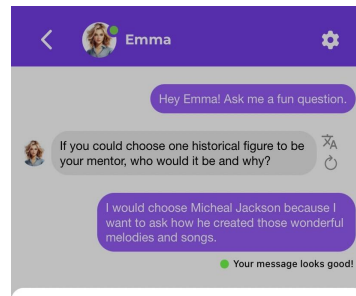 Emma
Hey Emma! Ask me a fun question.
If you could choose one historical figure to be
your mentor, who would it be and why?
I would choose Micheal Jackson because I
want to ask how he created those wonderful
melodies and songs.
Your message looks good!